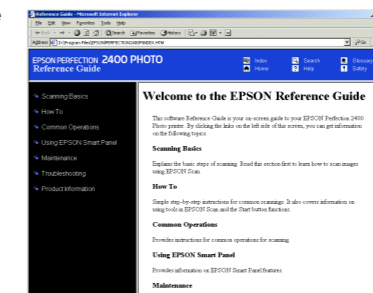 Reference Guide - Microsoft Internet Explorer
File Edit View Favorites Tools Help
Back Search Favorites History
Address D:\Program Files\EPSON\PERFECTION2400P\INDEX.HTM Go
EPSON PERFECTION 2400 PHOTO
Reference Guide
Index Search Glossary
Home Help Safety
Scanning Basics
How To
Common Operations
Using EPSON Smart Panel
Maintenance
Troubleshooting
Product Information
Welcome to the EPSON Reference Guide
This software Reference Guide is your on-screen guide to your EPSON Perfection 2400
Photo printer. By clicking the links on the left side of this screen, you can get information
on the following topics:
Scanning Basics
Explains the basic steps of scanning. Read this section first to learn how to scan images
using EPSON Scan.
How To
Simple step-by-step instructions for common scannings. It also covers information on
using tools in EPSON Scan and the Start button functions.
Common Operations
Provides instructions for common operations for scanning.
Using EPSON Smart Panel
Provides information on EPSON Smart Panel features.
Maintenance